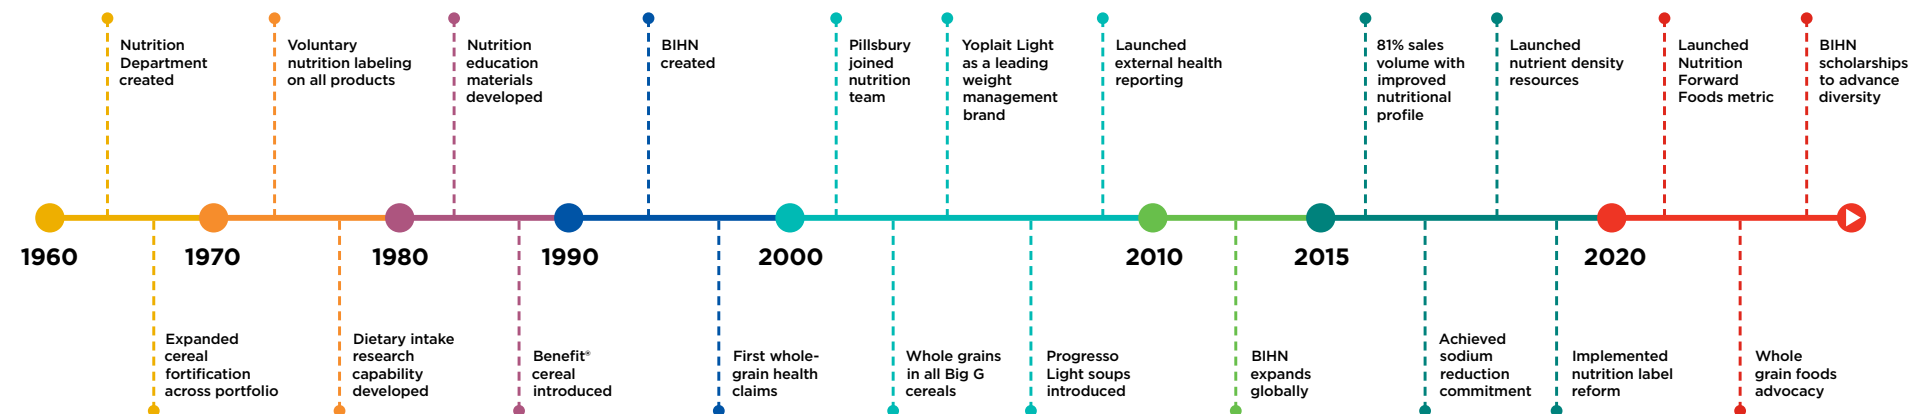 Nutrition
Department
created
Voluntary
nutrition labeling
on all products
Nutrition
education
materials
developed
BIHN
created
Pillsbury
joined
nutrition
team
Yoplait Light
as a leading
weight
management
brand
Launched
external health
reporting
81% sales
volume with
improved
nutritional
profile
Launched
nutrient density
resources
Launched
Nutrition
Forward
Foods metric
BIHN
scholarships
to advance
diversity
1960
1970
1980
1990
2000
2010
2015
2020
Expanded
cereal
fortification
across portfolio
Dietary intake
research
capability
developed
Benefit®
cereal
introduced
First whole-
grain health
claims
Whole grains
in all Big G
cereals
Progresso
Light soups
introduced
BIHN
expands
globally
Achieved
sodium
reduction
commitment
Implemented
nutrition label
reform
Whole
grain foods
advocacy